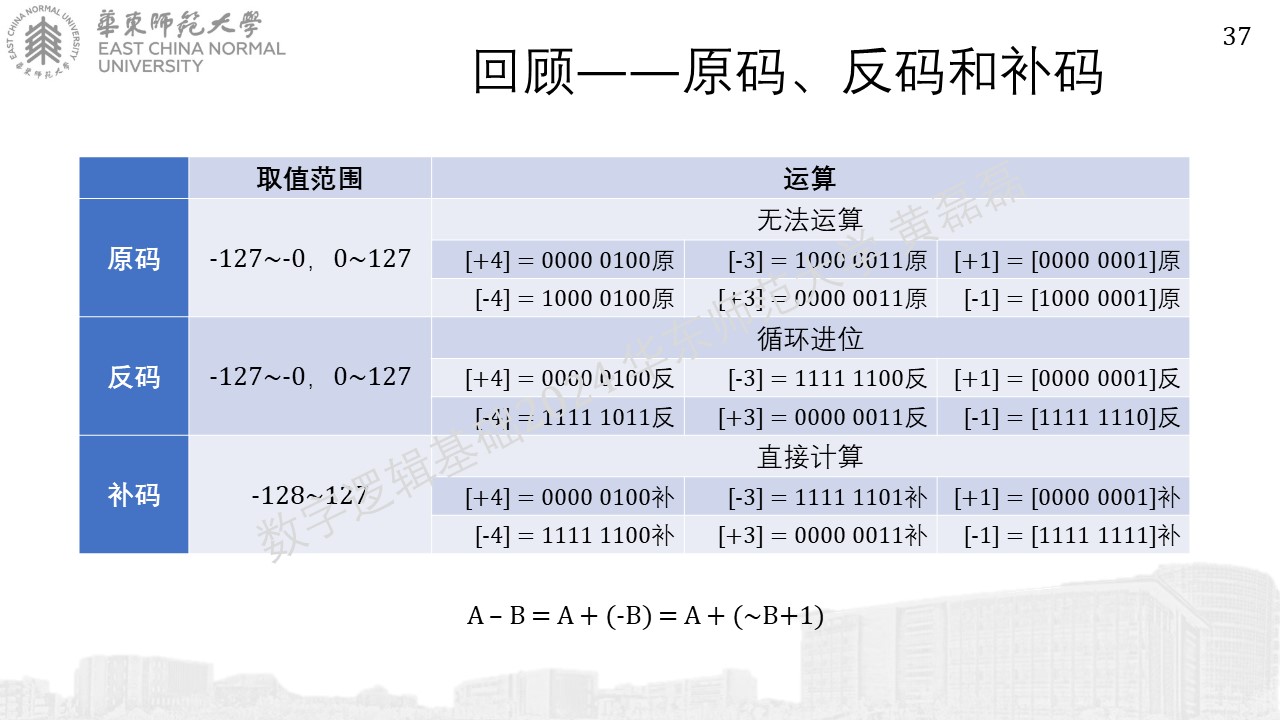 華東師範大學
EAST CHINA NORMAL
UNIVERSITY
EAST CHINA NORMAL UNIVERSITY
華東师范大学
37
回顾——原码、反码和补码
取值范围
运算
原码
-127~-0，0~127
无法运算
[+4] = 0000 0100原
[-3] = 1000 0011原
[+1] = [0000 0001]原
[-4] = 1000 0100原
[+3] = 0000 0011原
[-1] = [1000 0001]原
反码
-127~-0，0~127
循环进位
[+4] = 0000 0100反
[-3] = 1111 1100反
[+1] = [0000 0001]反
[-4] = 1111 1011反
[+3] = 0000 0011反
[-1] = [1111 1110]反
补码
-128~127
直接计算
[+4] = 0000 0100补
[-3] = 1111 1101补
[+1] = [0000 0001]补
[-4] = 1111 1100补
[+3] = 0000 0011补
[-1] = [1111 1111]补
数字逻辑基础2024 华东师范大学 黄磊磊
A – B = A + (-B) = A + (~B+1)